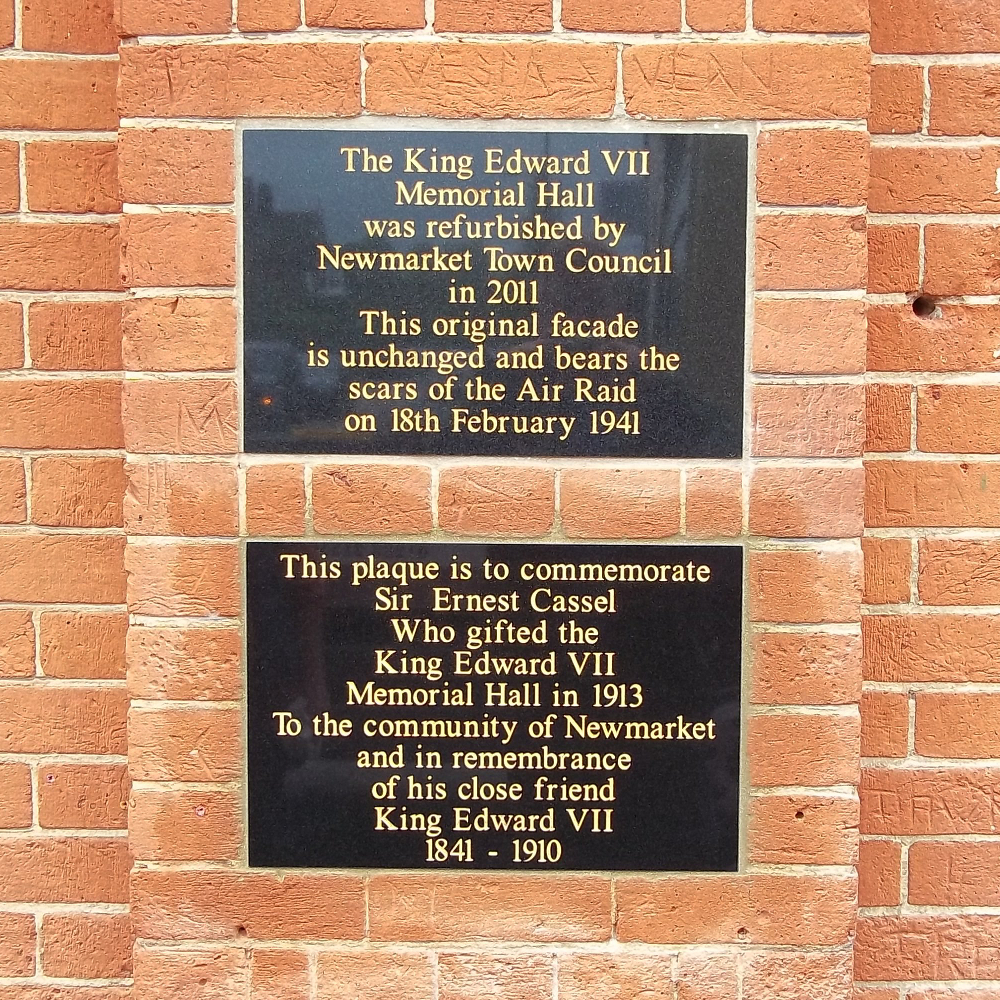 The King Edward VII
Memorial Hall
was refurbished by
Newmarket Town Council
in 2011
This original facade
is unchanged and bears the
scars of the Air Raid
on 18th February 1941
This plaque is to commemorate
Sir Ernest Cassel
Who gifted the
King Edward VII
Memorial Hall in 1913
To the community of Newmarket
and in remembrance
of his close friend
King Edward VII
1841 - 1910